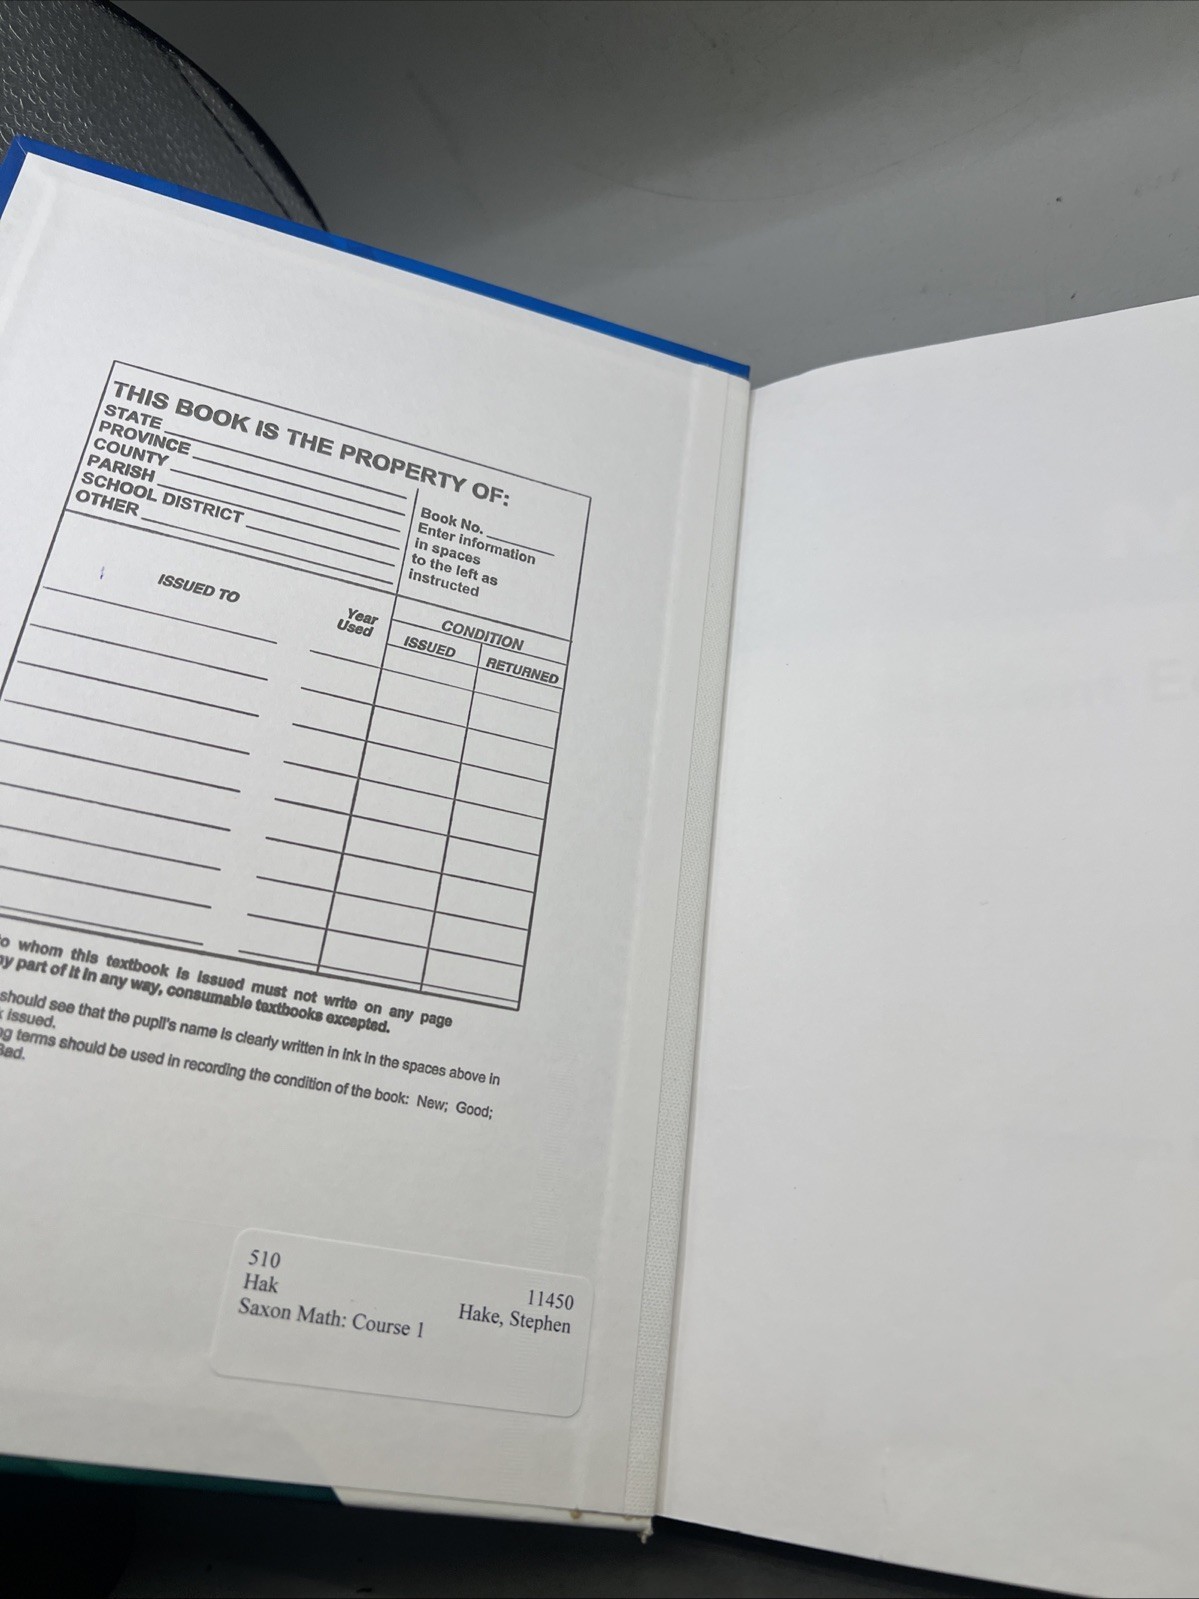 THIS BOOK IS THE PROPERTY OF:
STATE
PROVINCE
COUNTY
PARISH
SCHOOL DISTRICT
OTHER
Book No.
Enter information
in spaces
to the left as
instructed
ISSUED TO
Year
Used
CONDITION
ISSUED
RETURNED
whom this textbook is issued must not write on any page
part of it in any way, consumable textbooks excepted.
should see that the pupil's name is clearly written in ink in the spaces above in
issued.
terms should be used in recording the condition of the book: New; Good;
Bad.
510
Hak
Saxon Math: Course 1
11450
Hake, Stephen